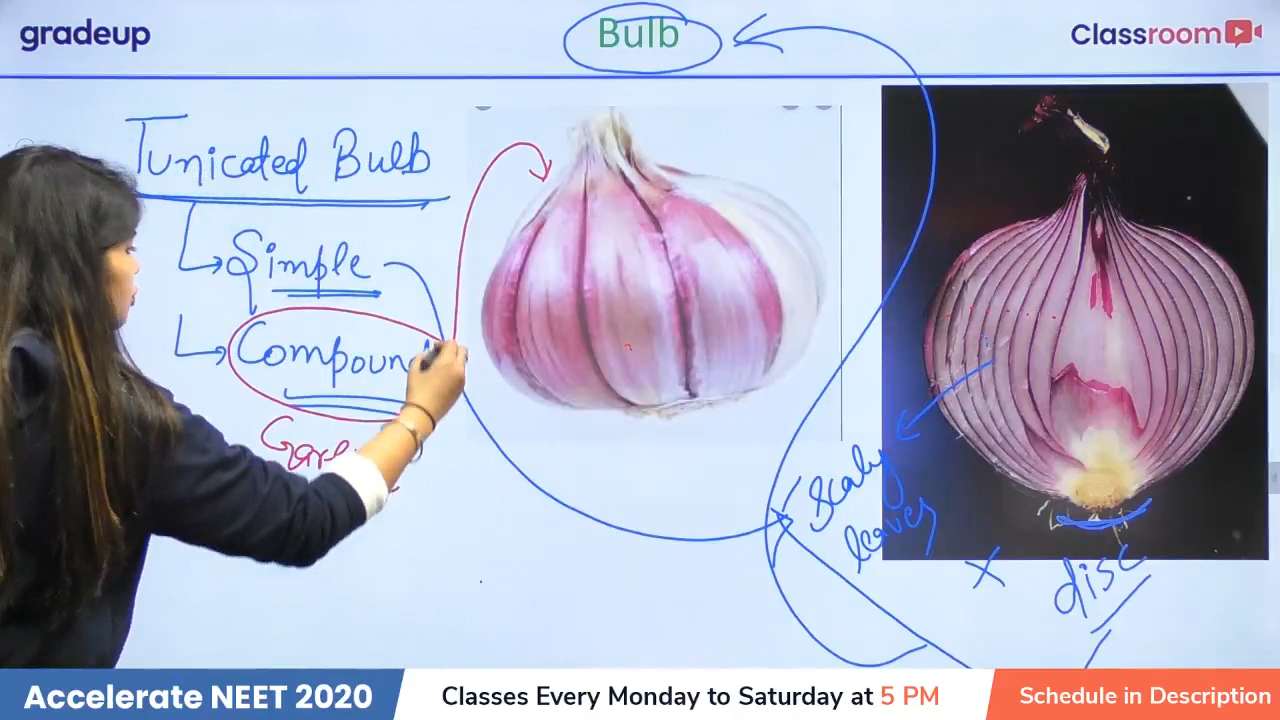 gradeup
Bulb
Classroom
Tunicated Bulb
Simple
Scaly
leaves
disc
Accelerate NEET 2020
Classes Every Monday to Saturday at 5 PM
Schedule in Description